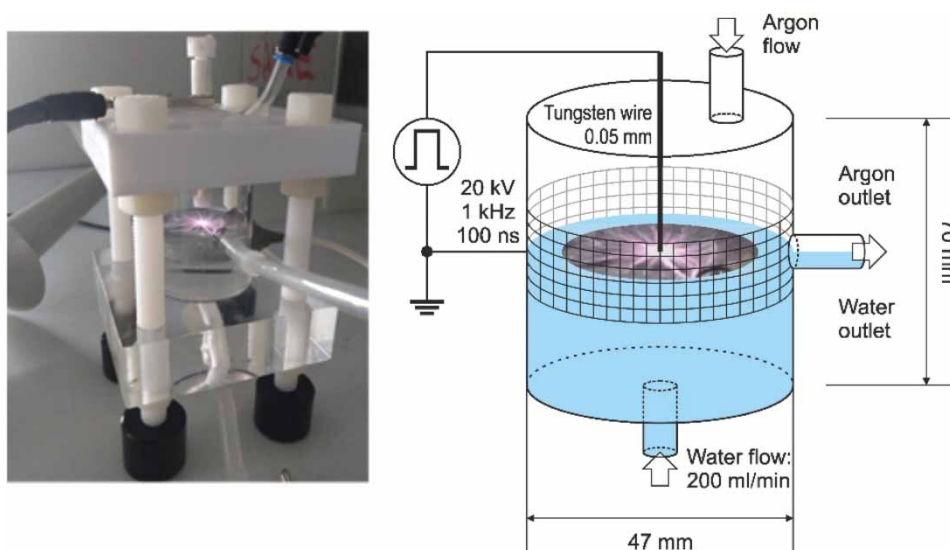 Argon
flow
Tungsten wire
0.05 mm
20 kV
1 kHz
100 ns
Argon
outlet
Water
outlet
Water flow:
200 ml/min
47 mm